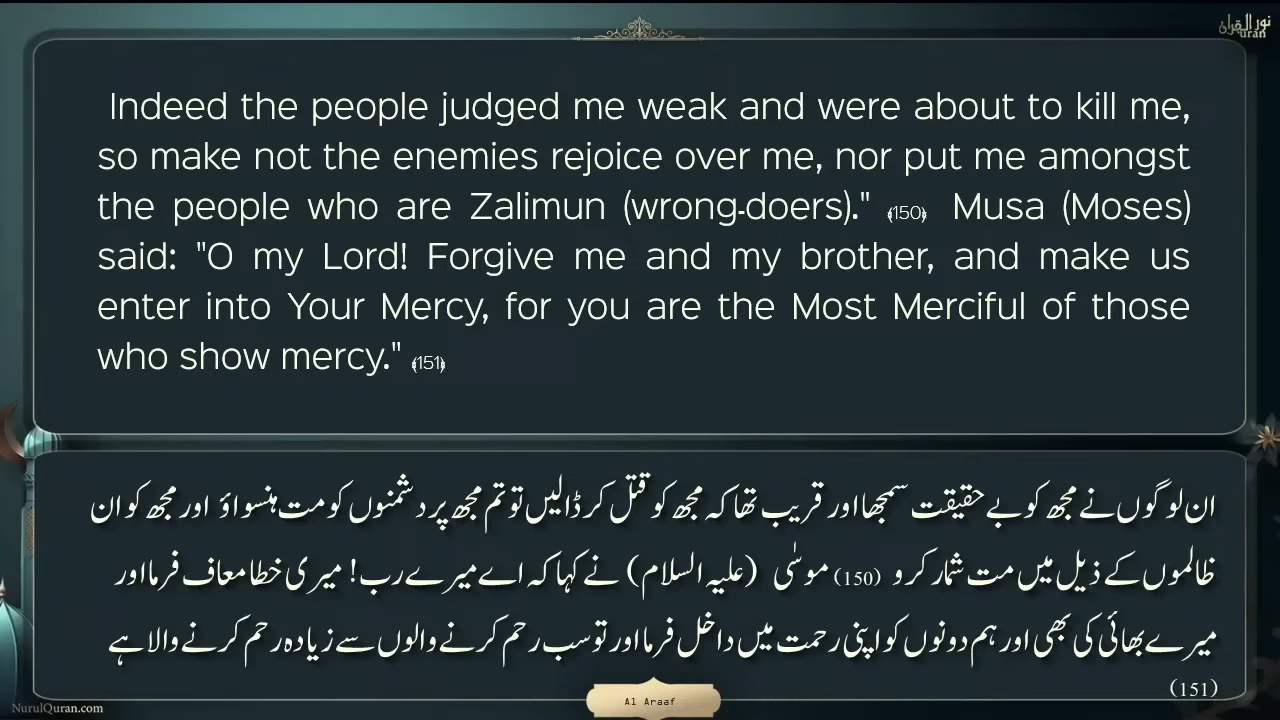 نور القرآن
Quran
Indeed the people judged me weak and were about to kill me,
so make not the enemies rejoice over me, nor put me amongst
the people who are Zalimun (wrong-doers)." ﴾150﴿ Musa (Moses)
said: "O my Lord! Forgive me and my brother, and make us
enter into Your Mercy, for you are the Most Merciful of those
who show mercy." ﴾151﴿
ان لوگوں نے مجھ کو بے حقیقت سمجھا اور قریب تھا کہ مجھ کو قتل کر ڈالیں تو تم مجھ پر دشمنوں کو مت ہنسواؤ اور مجھ کو ان
ظالموں کے ذیل میں مت شمار کرو (150) موسٰی (علیہ السلام) نے کہا کہ اے میرے رب! میری خطا معاف فرما اور
میرے بھائی کی بھی اور ہم دونوں کو اپنی رحمت میں داخل فرما اور تو سب رحم کرنے والوں سے زیادہ رحم کرنے والا ہے
(151)
Al Araaf
NurulQuran.com